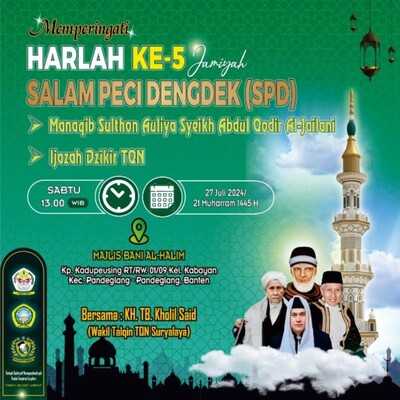 Memperingati
HARLAH KE-5 Jamiyah
SALAM PECI DENGDEK (SPD)
Manaqib Sulthon Auliya Syeikh Abdul Qodir Al-Jailani
Ijazah Dzikir TQN
SABTU
13.00 WIB
27 Juli 2024/
21 Muharram 1445 H
MAJLIS BANI AL-HALIM
Kp. Kadupeusing RT/RW 01/09 Kel. Kabayan
Kec. Pandeglang - Pandeglang, Banten
Bersama : KH. TB. Kholil Said
(Wakil Talqin TQN Suryalaya)